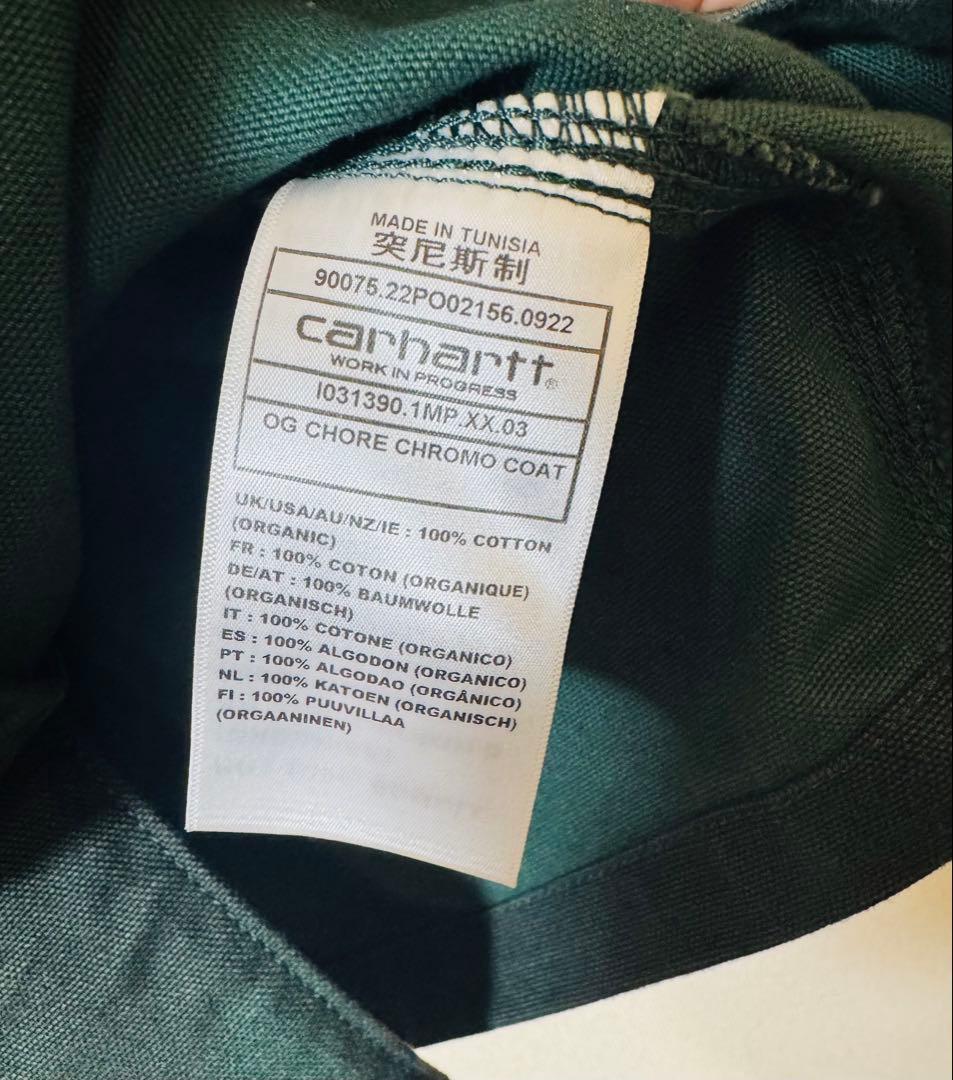 MADE IN TUNISIA
突尼斯制
90075.22PO02156.0922
carhartt®
WORK IN PROGRESS
I031390.1MP.XX.03
OG CHORE CHROMO COAT
UK/USA/AU/NZ/IE : 100% COTTON
(ORGANIC)
FR : 100% COTON (ORGANIQUE)
DE/AT : 100% BAUMWOLLE
(ORGANISCH)
IT : 100% COTONE (ORGANICO)
ES : 100% ALGODON (ORGANICO)
PT : 100% ALGODAO (ORGÂNICO)
NL : 100% KATOEN (ORGANISCH)
FI : 100% PUUVILLAA
(ORGAANINEN)